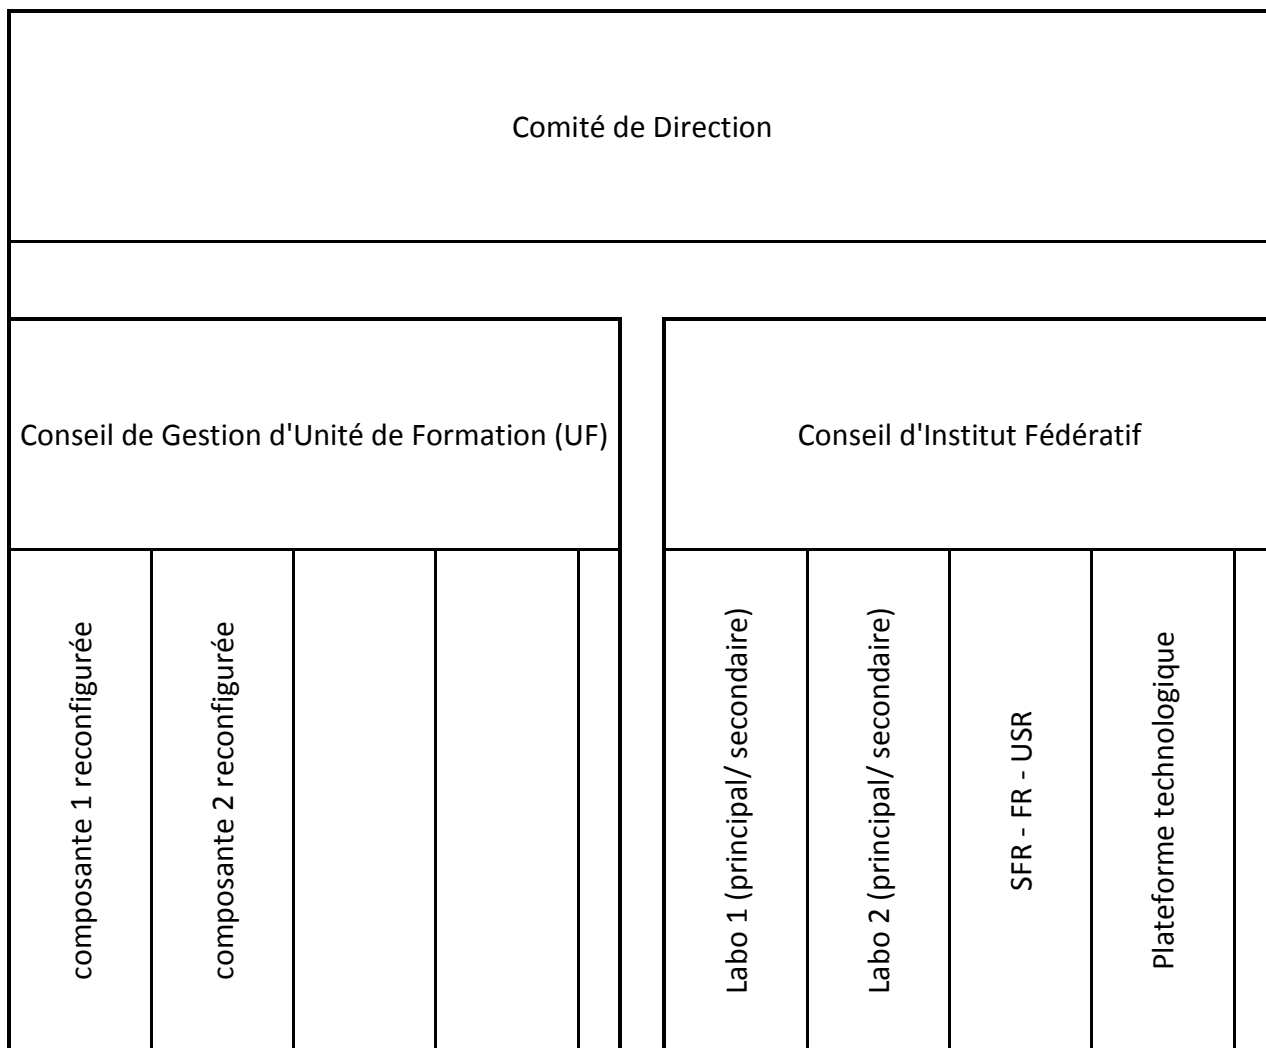 Comité de Direction
Conseil de Gestion d'Unité de Formation (UF)
Conseil d'Institut Fédératif
composante 1 reconfigurée
composante 2 reconfigurée
Labo 1 (principal/ secondaire)
Labo 2 (principal/ secondaire)
SFR - FR - USR
Plateforme technologique